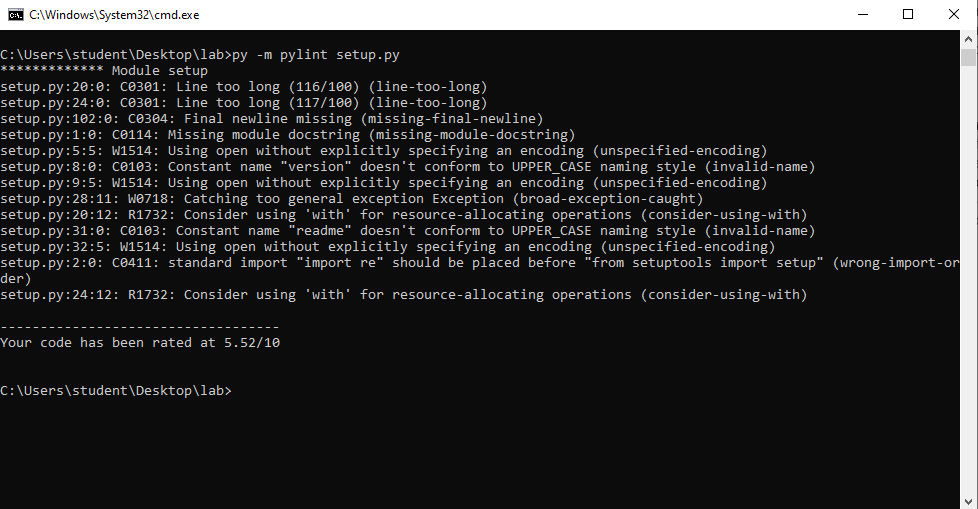 C:\Windows\System32\cmd.exe
C:\Users\student\Desktop\lab>py -m pylint setup.py
************* Module setup
setup.py:20:0: C0301: Line too long (116/100) (line-too-long)
setup.py:24:0: C0301: Line too long (117/100) (line-too-long)
setup.py:102:0: C0304: Final newline missing (missing-final-newline)
setup.py:1:0: C0114: Missing module docstring (missing-module-docstring)
setup.py:5:5: W1514: Using open without explicitly specifying an encoding (unspecified-encoding)
setup.py:8:0: C0103: Constant name "version" doesn't conform to UPPER_CASE naming style (invalid-name)
setup.py:9:5: W1514: Using open without explicitly specifying an encoding (unspecified-encoding)
setup.py:28:11: W0718: Catching too general exception Exception (broad-exception-caught)
setup.py:20:12: R1732: Consider using 'with' for resource-allocating operations (consider-using-with)
setup.py:31:0: C0103: Constant name "readme" doesn't conform to UPPER_CASE naming style (invalid-name)
setup.py:32:5: W1514: Using open without explicitly specifying an encoding (unspecified-encoding)
setup.py:2:0: C0411: standard import "import re" should be placed before "from setuptools import setup" (wrong-import-or
der)
setup.py:24:12: R1732: Consider using 'with' for resource-allocating operations (consider-using-with)
-----------------------------------
Your code has been rated at 5.52/10
C:\Users\student\Desktop\lab>